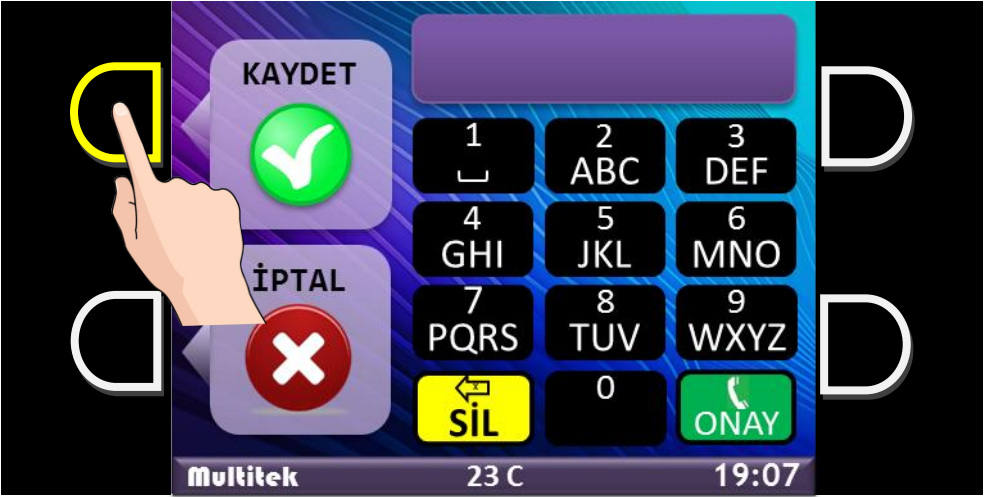 KAYDET
İPTAL
1
2
ABC
3
DEF
4
GHI
5
JKL
6
MNO
7
PQRS
8
TUV
9
WXYZ
x
SİL
0
ONAY
Multitek
23 C
19:07